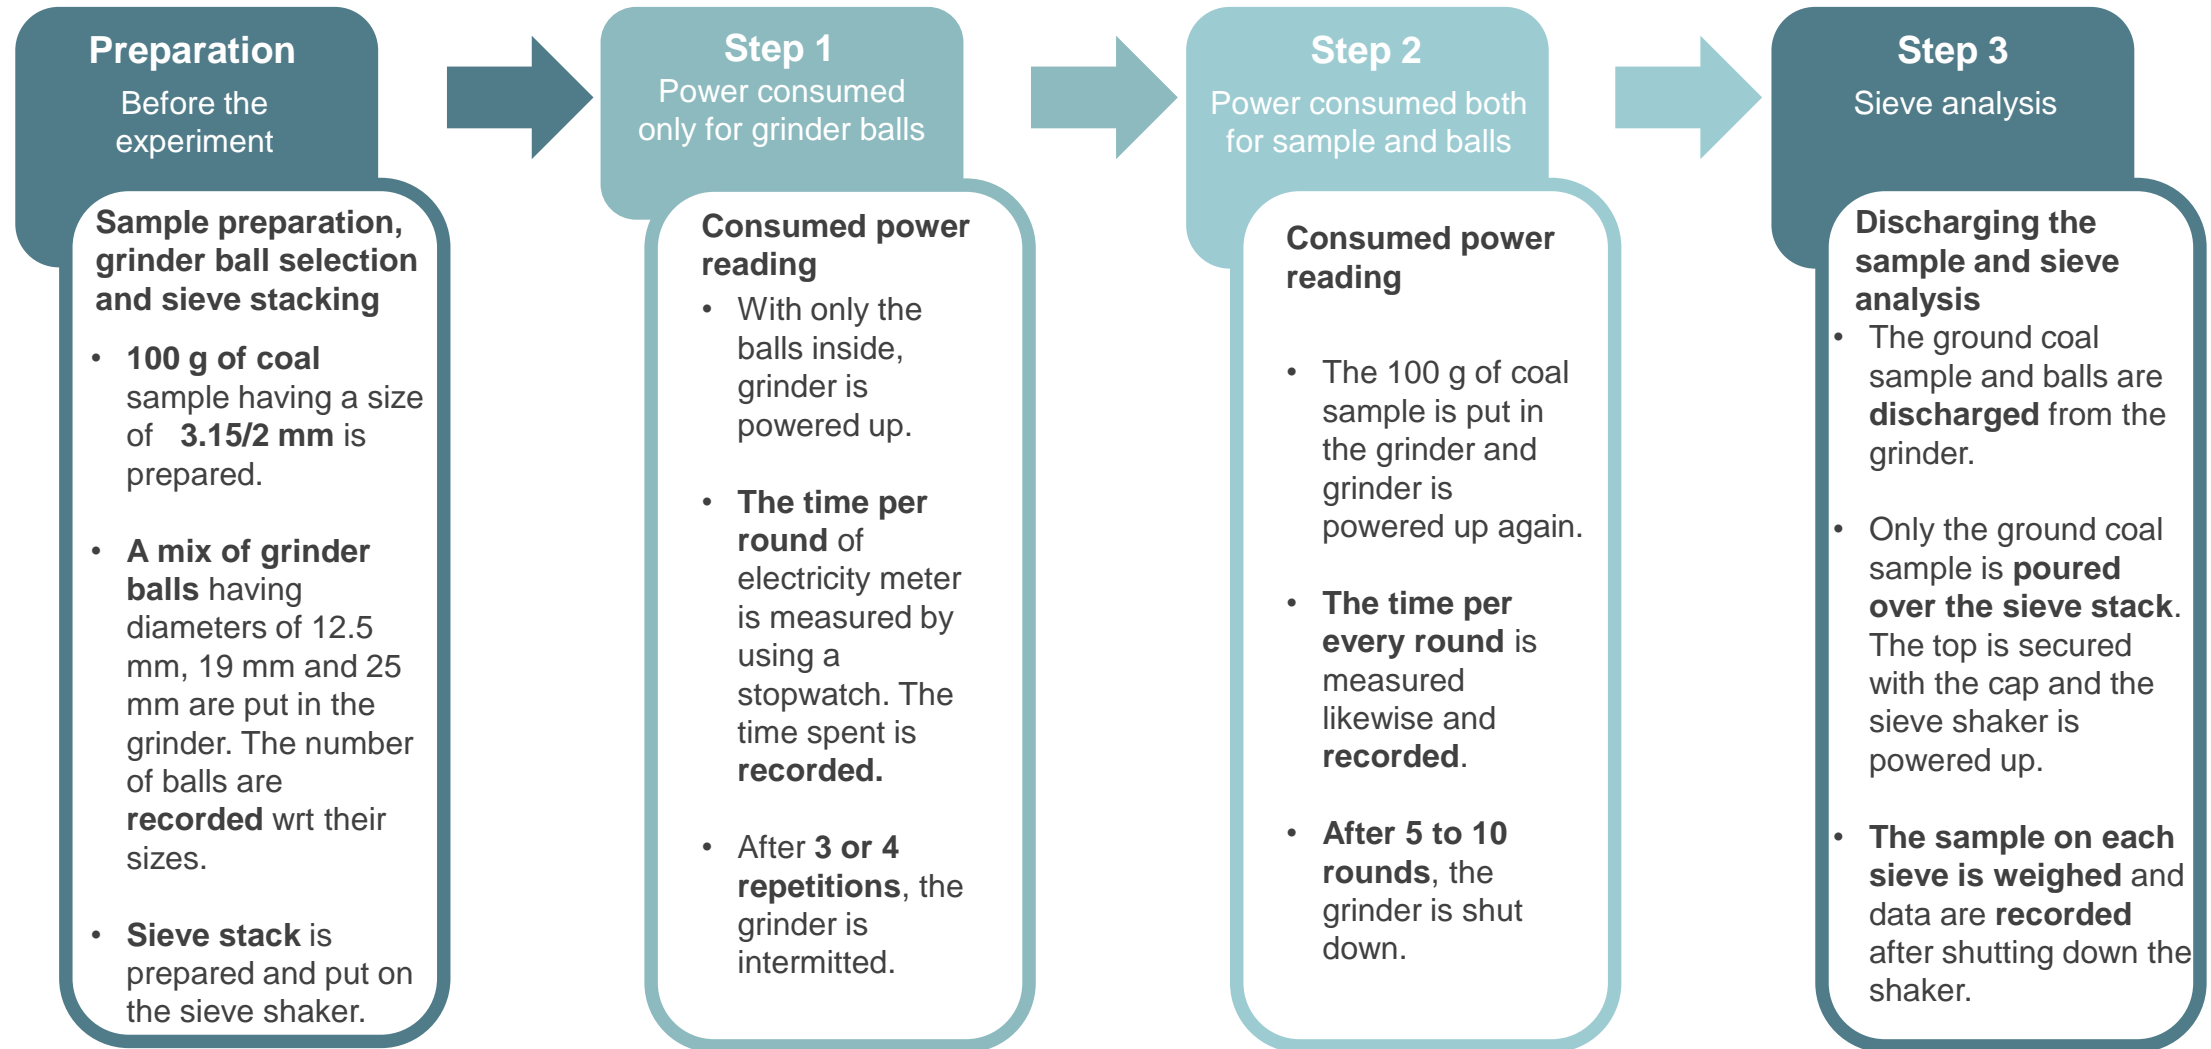 Preparation
Before the
experiment
Sample preparation,
grinder ball selection
and sieve stacking
• 100 g of coal
sample having a size
of 3.15/2 mm is
prepared.
• A mix of grinder
balls having
diameters of 12.5
mm, 19 mm and 25
mm are put in the
grinder. The number
of balls are
recorded wrt their
sizes.
• Sieve stack is
prepared and put on
the sieve shaker.
Step 1
Power consumed
only for grinder balls
Consumed power
reading
• With only the
balls inside,
grinder is
powered up.
• The time per
round of
electricity meter
is measured by
using a
stopwatch. The
time spent is
recorded.
• After 3 or 4
repetitions, the
grinder is
intermitted.
Step 2
Power consumed both
for sample and balls
Consumed power
reading
• The 100 g of coal
sample is put in
the grinder and
grinder is
powered up again.
• The time per
every round is
measured
likewise and
recorded.
• After 5 to 10
rounds, the
grinder is shut
down.
Step 3
Sieve analysis
Discharging the
sample and sieve
analysis
• The ground coal
sample and balls are
discharged from the
grinder.
• Only the ground coal
sample is poured
over the sieve stack.
The top is secured
with the cap and the
sieve shaker is
powered up.
• The sample on each
sieve is weighed and
data are recorded
after shutting down the
shaker.